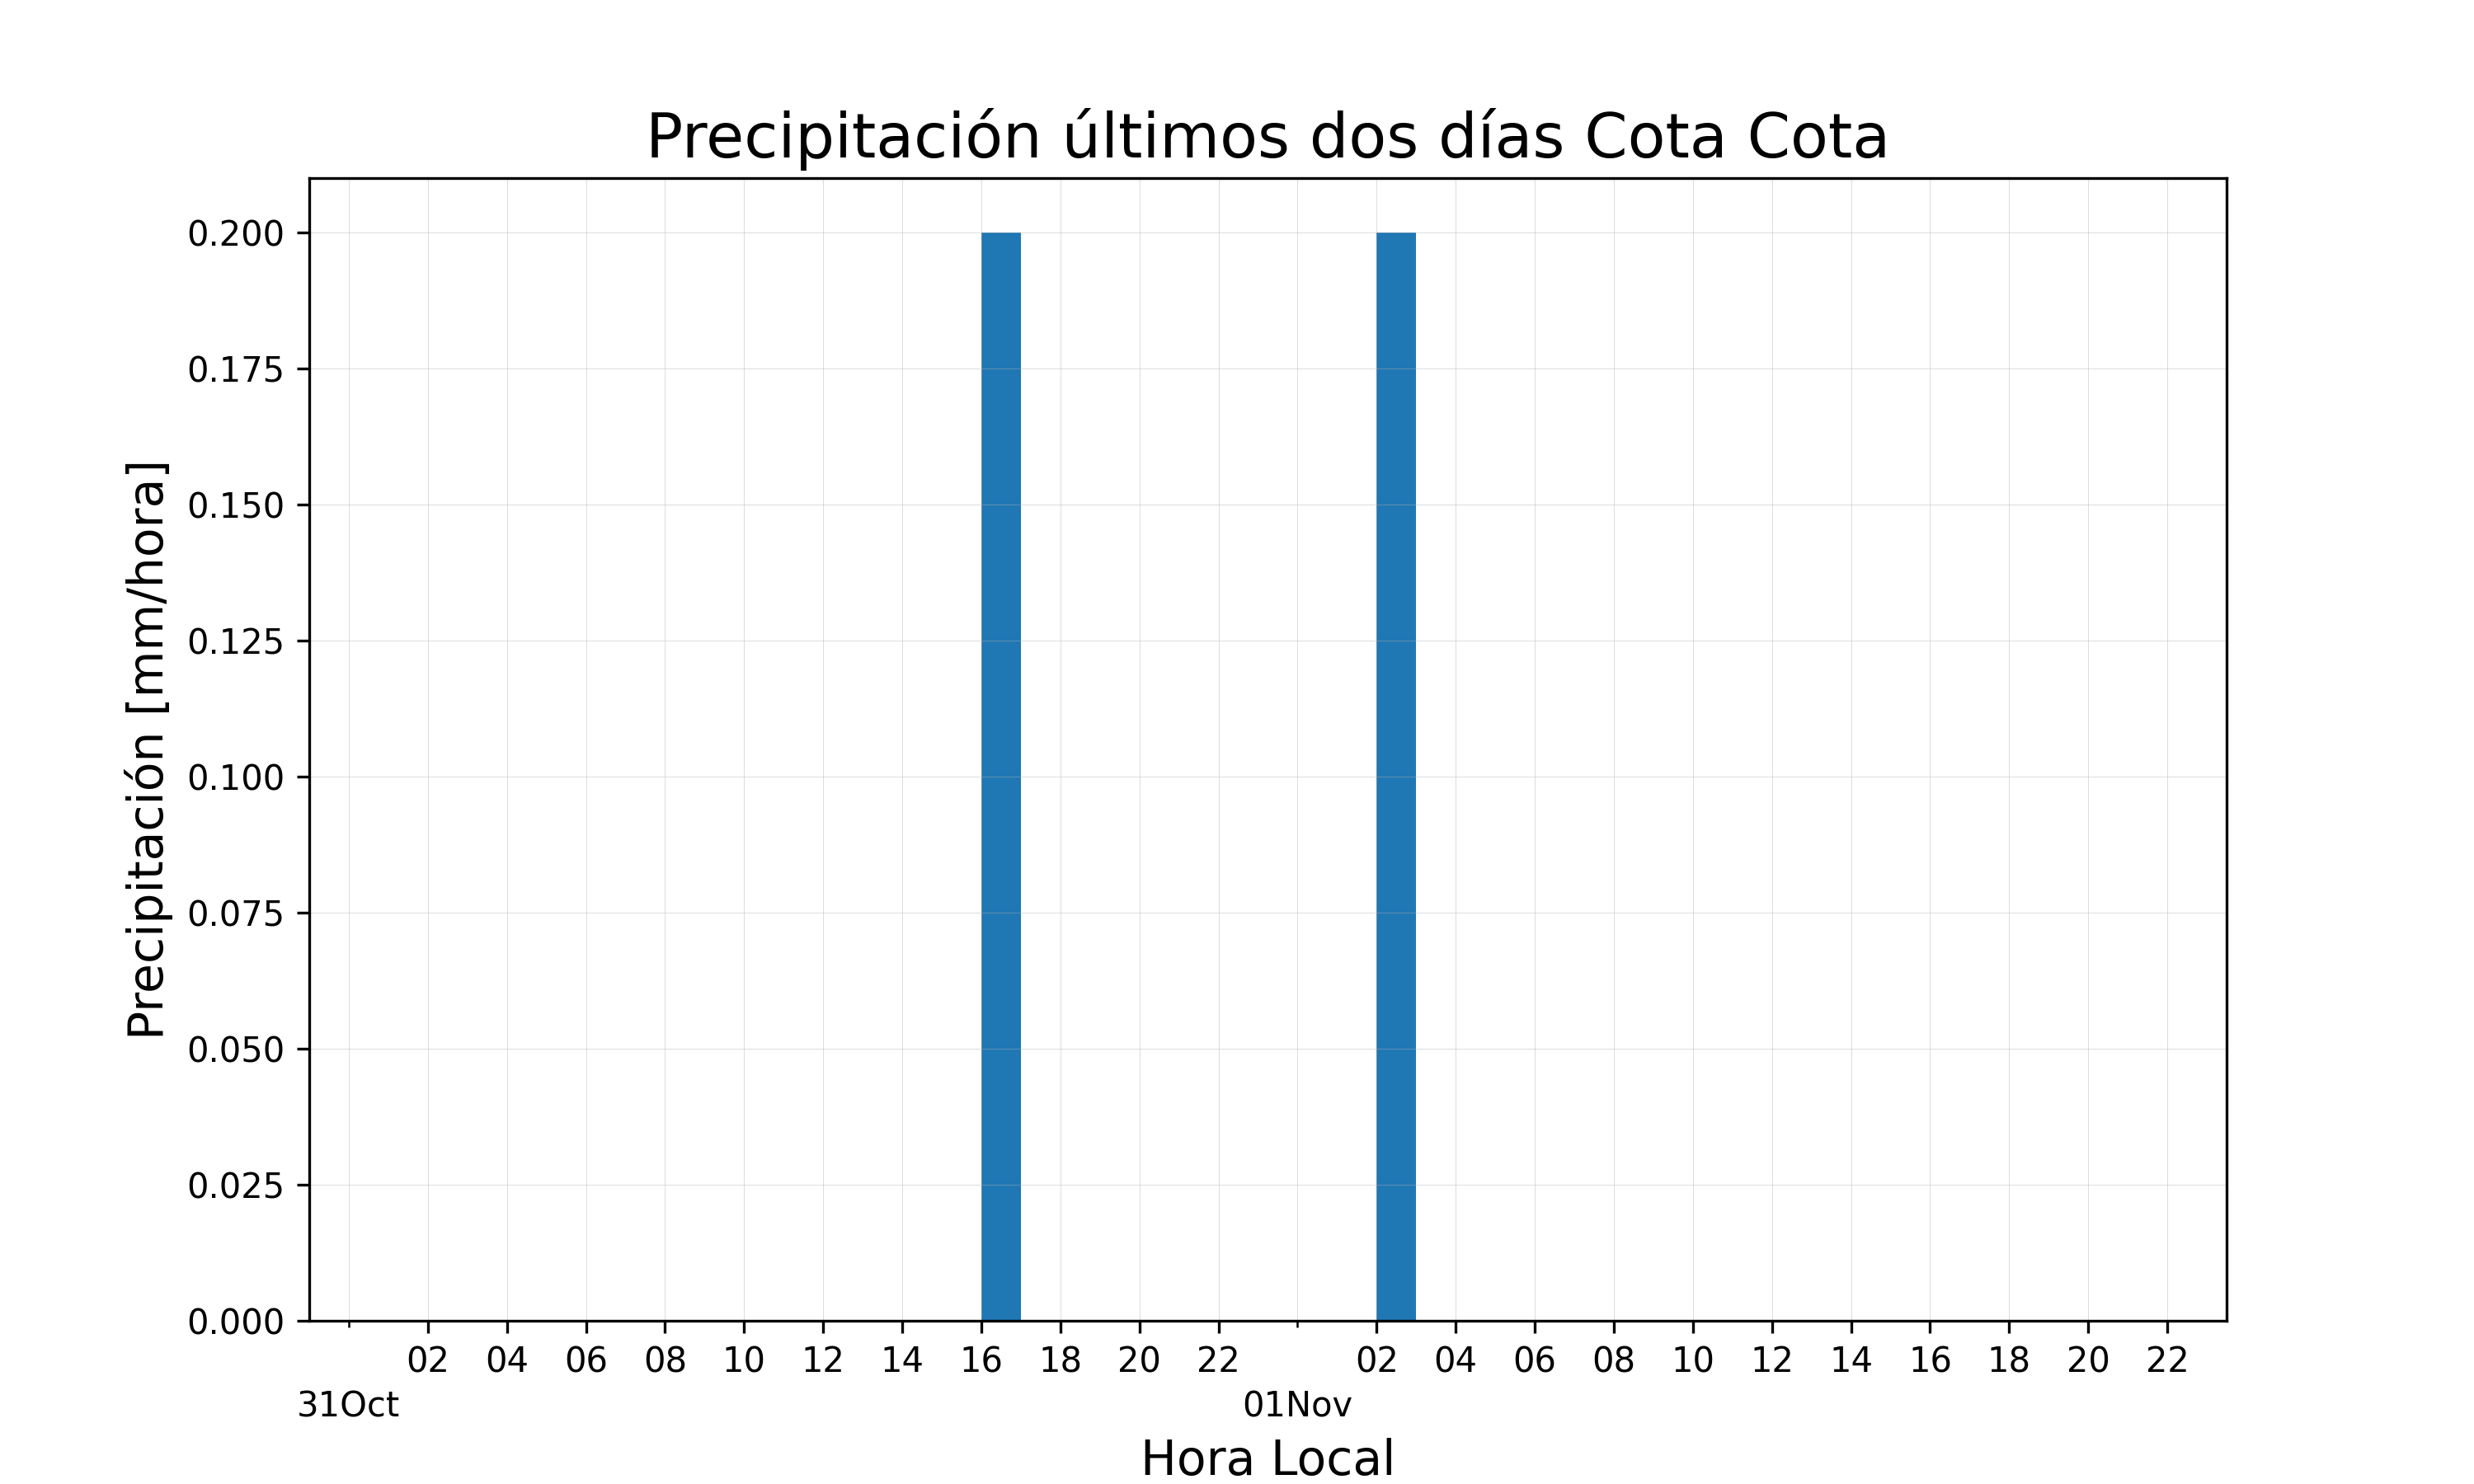 Precipitación últimos dos días Cota Cota
Precipitación [mm/hora]
0.200
0.175
0.150
0.125
0.100
0.075
0.050
0.025
0.000
02 04 06 08 10 12 14 16 18 20 22 02 04 06 08 10 12 14 16 18 20 22
31Oct 01Nov
Hora Local